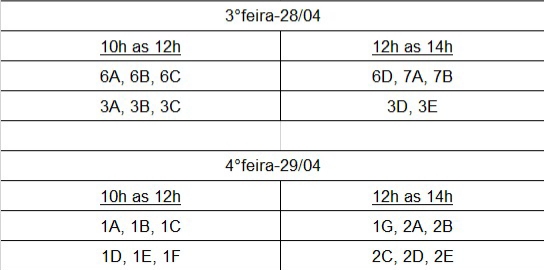 3°feira-28/04
10h as 12h 12h as 14h
6A, 6B, 6C 6D, 7A, 7B
3A, 3B, 3C 3D, 3E
4°feira-29/04
10h as 12h 12h as 14h
1A, 1B, 1C 1G, 2A, 2B
1D, 1E, 1F 2C, 2D, 2E